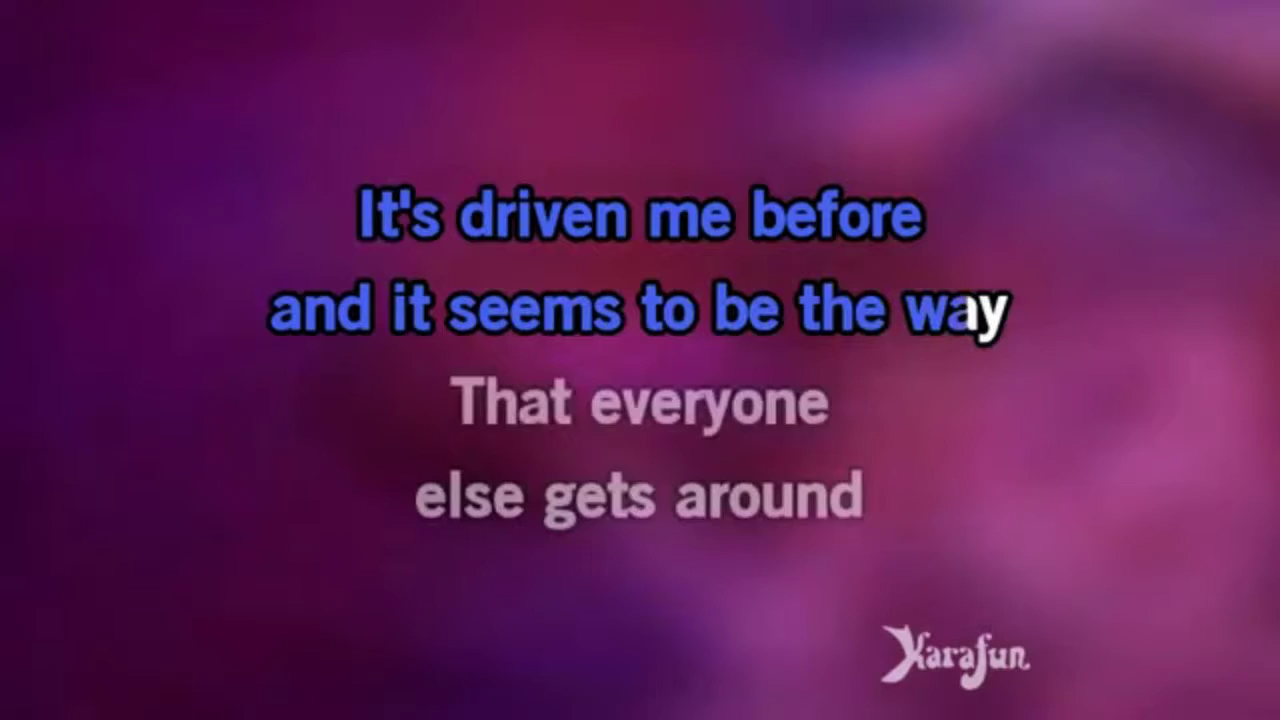 It's driven me before
and it seems to be the way
That everyone
else gets around
Karafun